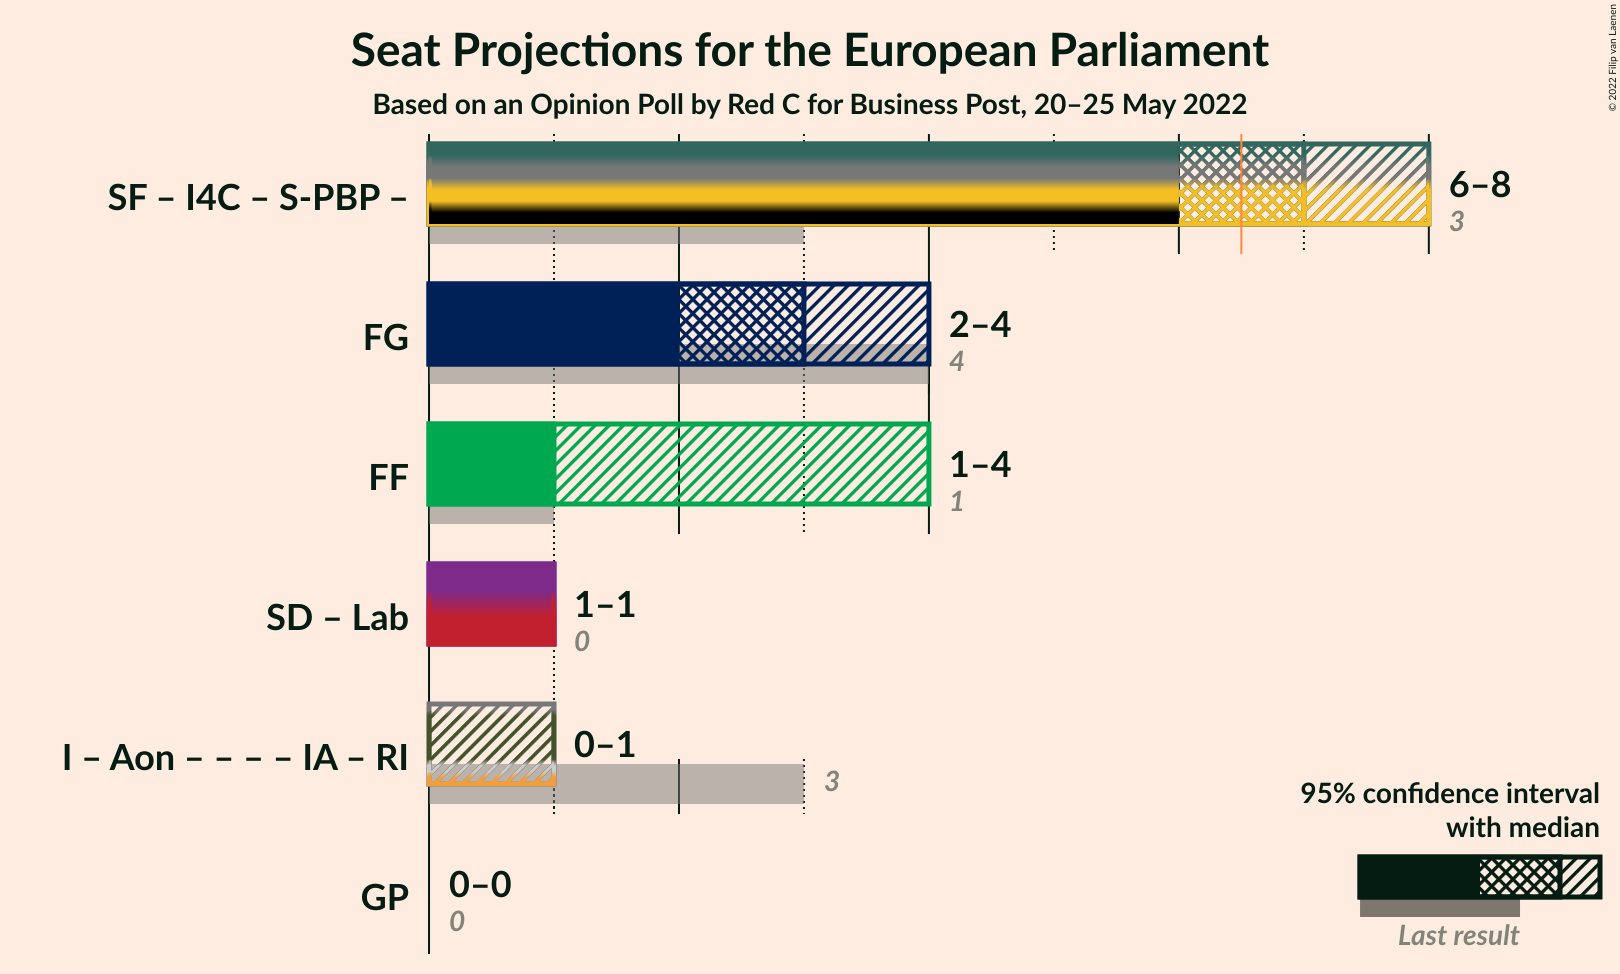 Seat Projections for the European Parliament
Based on an Opinion Poll by Red C for Business Post, 20–25 May 2022
© 2022 Filip van Laenen
SF – I4C – S-PBP –
6–8
3
FG
2–4
4
FF
1–4
1
SD – Lab
1–1
0
I – Aon – – – – IA – RI
0–1
3
GP
0–0
0
95% confidence interval
with median
Last result